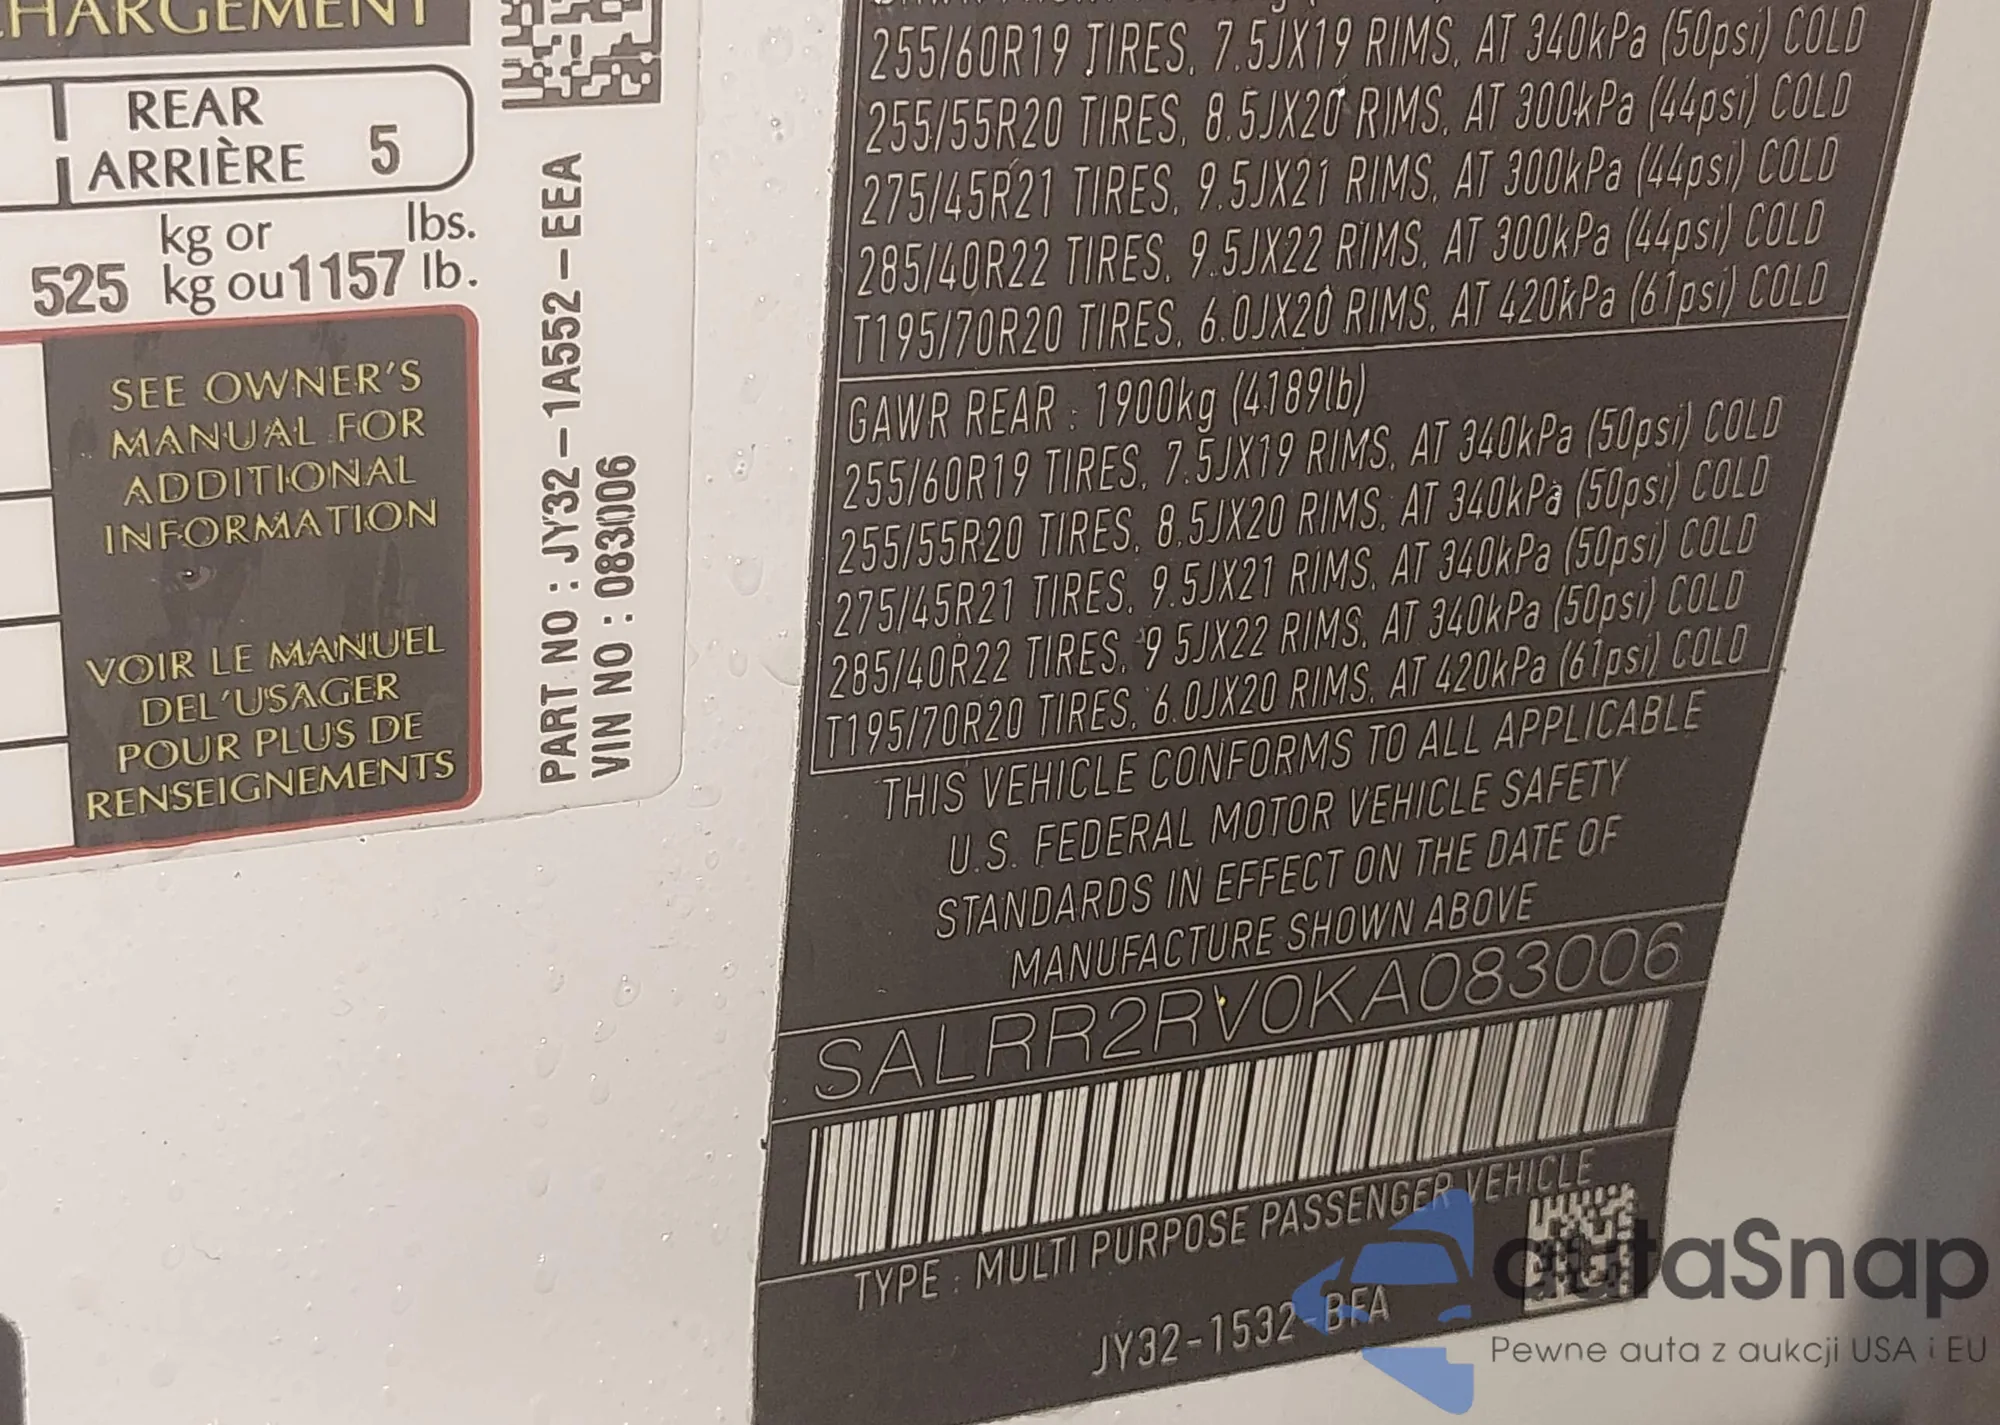 CHARGEMENT
REAR
ARRIÈRE 5
kg or lbs.
525 kg ou 1157 lb.
SEE OWNER'S
MANUAL FOR
ADDITIONAL
INFORMATION
VOIR LE MANUEL
DEL'USAGER
POUR PLUS DE
RENSEIGNEMENTS
PART NO : JY32-1A552-EEA
VIN NO : 083006
255/60R19 TIRES, 7.5JX19 RIMS, AT 340kPa (50psi) COLD
255/55R20 TIRES, 8.5JX20 RIMS, AT 300kPa (44psi) COLD
275/45R21 TIRES, 9.5JX21 RIMS, AT 300kPa (44psi) COLD
285/40R22 TIRES, 9.5JX22 RIMS, AT 300kPa (44psi) COLD
T195/70R20 TIRES, 6.0JX20 RIMS, AT 420kPa (61psi) COLD
GAWR REAR : 1900kg (4189lb)
255/60R19 TIRES, 7.5JX19 RIMS, AT 340kPa (50psi) COLD
255/55R20 TIRES, 8.5JX20 RIMS, AT 340kPa (50psi) COLD
275/45R21 TIRES, 9.5JX21 RIMS, AT 340kPa (50psi) COLD
285/40R22 TIRES, 9.5JX22 RIMS, AT 340kPa (50psi) COLD
T195/70R20 TIRES, 6.0JX20 RIMS, AT 420kPa (61psi) COLD
THIS VEHICLE CONFORMS TO ALL APPLICABLE
U.S. FEDERAL MOTOR VEHICLE SAFETY
STANDARDS IN EFFECT ON THE DATE OF
MANUFACTURE SHOWN ABOVE
SALRR2RV0KA083006
TYPE : MULTI PURPOSE PASSENGER VEHICLE
JY32-1532-BFA
autaSnap
Pewne auta z aukcji USA i EU